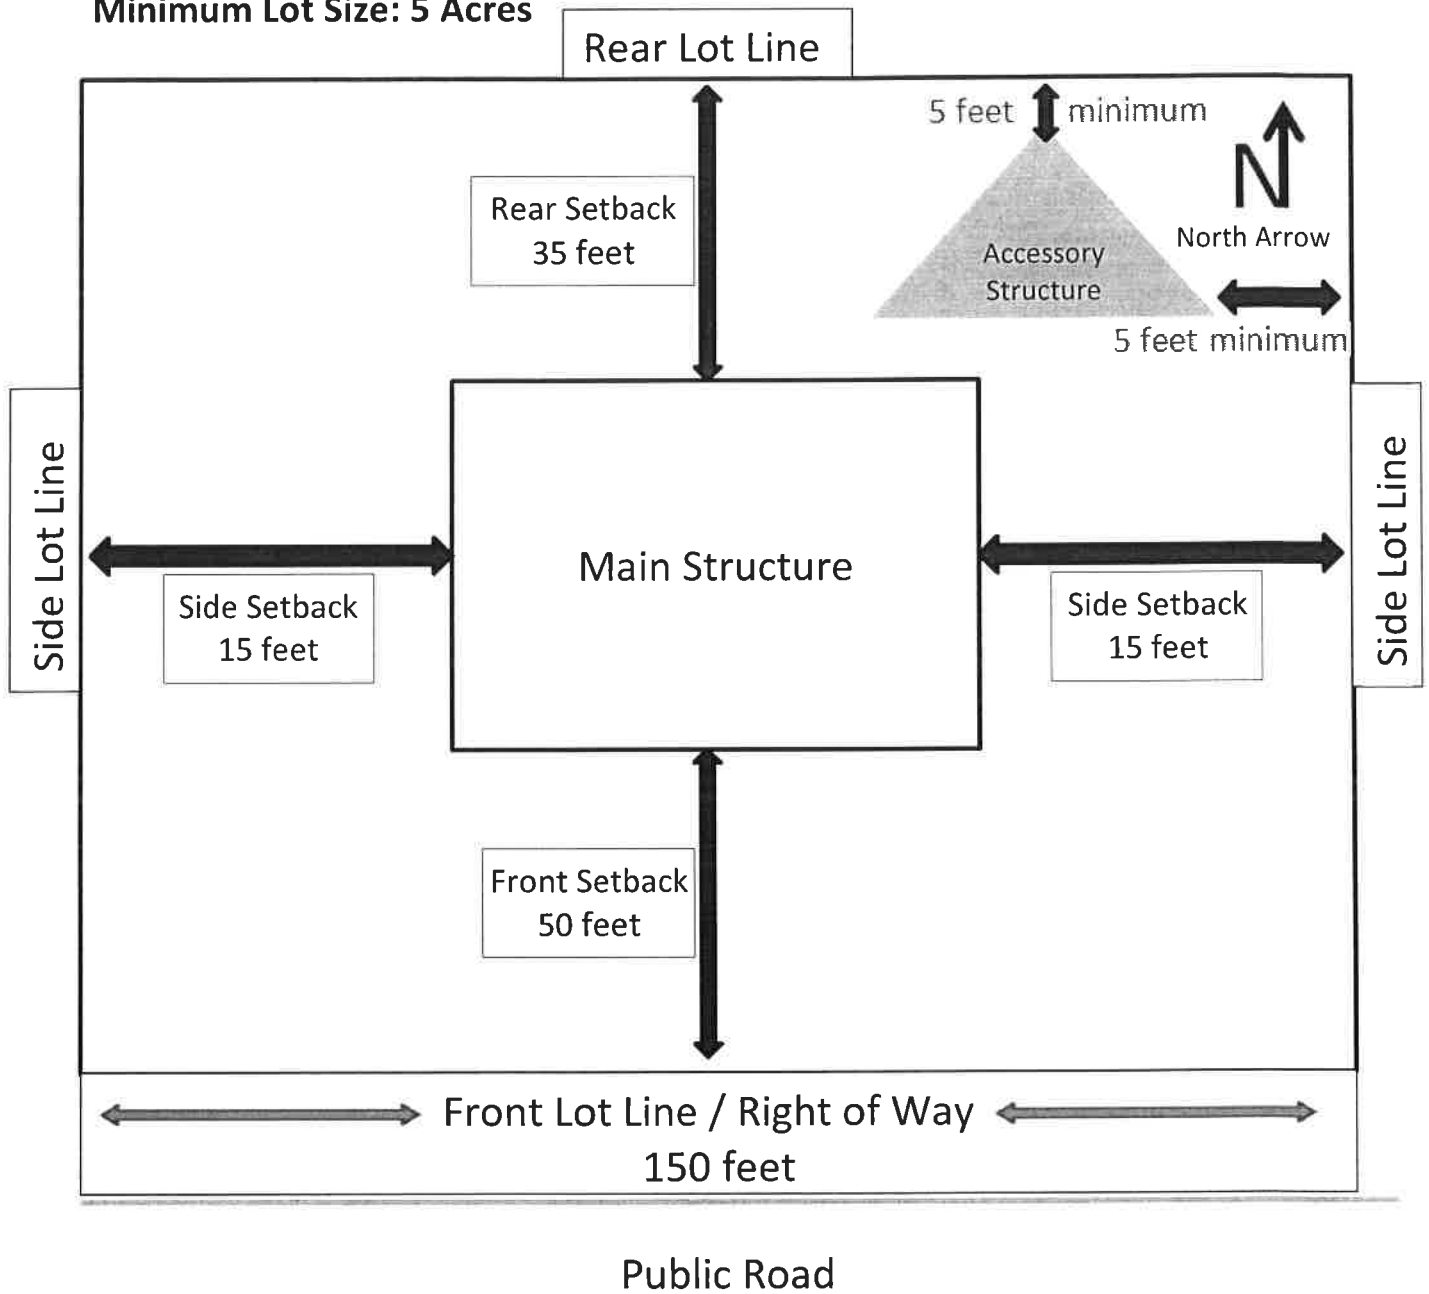 Minimum Lot Size: 5 Acres
Rear Lot Line
5 feet minimum
N
North Arrow
Rear Setback
35 feet
Accessory
Structure
5 feet minimum
Side Lot Line
Main Structure
Side Lot Line
Side Setback
15 feet
Side Setback
15 feet
Front Setback
50 feet
Front Lot Line / Right of Way
150 feet
Public Road